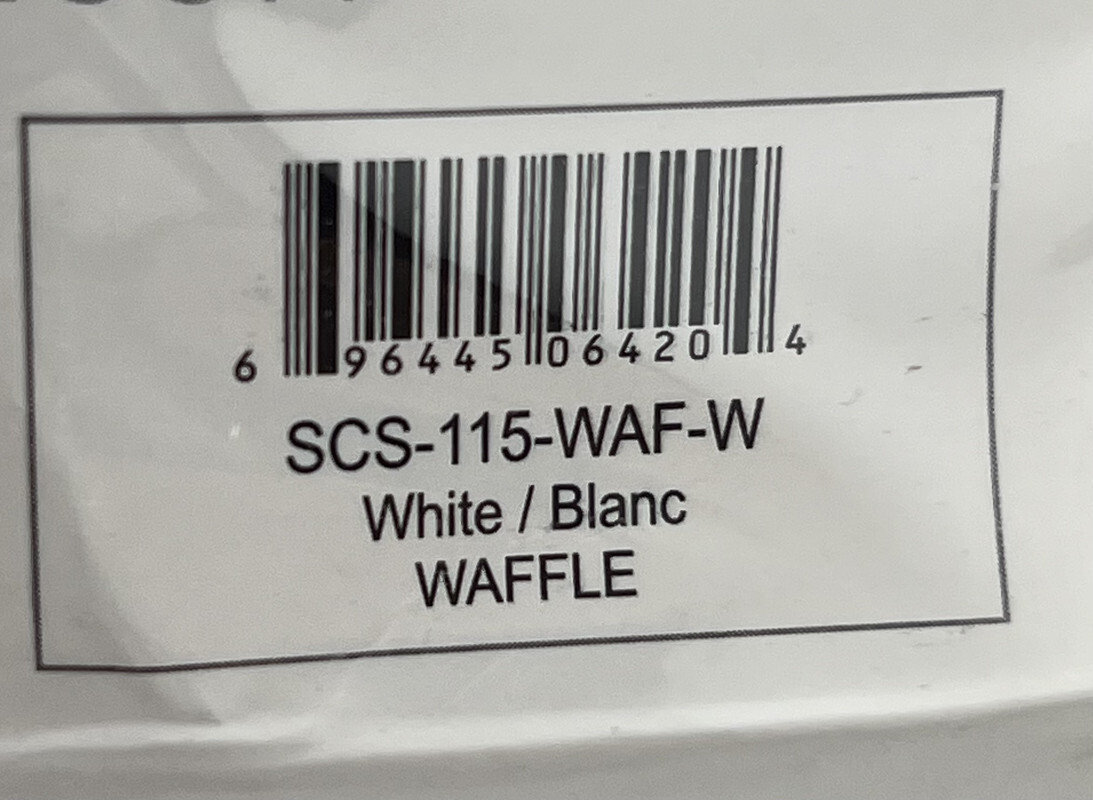 6 96445 06420 4
SCS-115-WAF-W
White / Blanc
WAFFLE